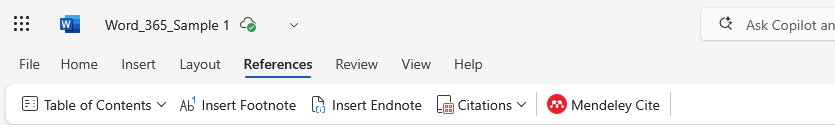 Word_365_Sample 1 Ask Copilot an
File Home Insert Layout References Review View Help
Table of Contents Insert Footnote Insert Endnote Citations Mendeley Cite